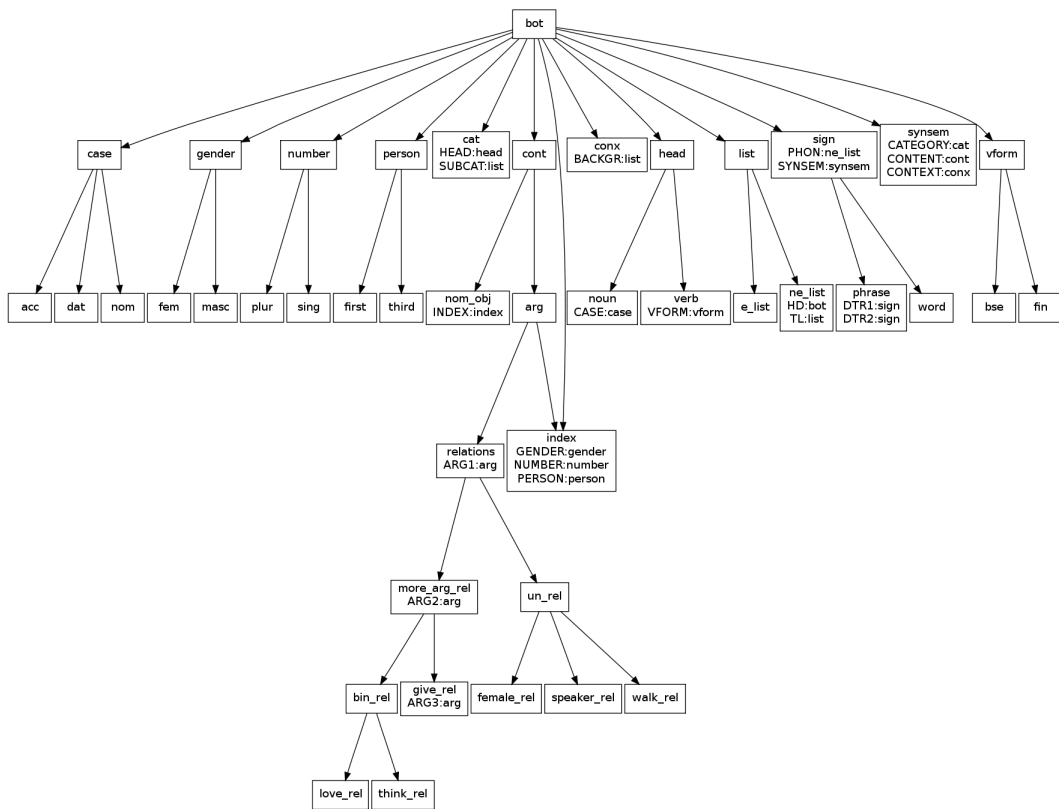 bot
case
gender
number
person
cat
HEAD:head
SUBCAT:list
cont
conx
BACKGR:list
head
list
sign
PHON:ne_list
SYNSEM:synsem
synsem
CATEGORY:cat
CONTENT:cont
CONTEXT:conx
vform
acc
dat
nom
fem
masc
plur
sing
first
third
nom_obj
INDEX:index
arg
noun
CASE:case
verb
VFORM:vform
e_list
ne_list
HD:bot
TL:list
phrase
DTR1:sign
DTR2:sign
word
bse
fin
relations
ARG1:arg
index
GENDER:gender
NUMBER:number
PERSON:person
more_arg_rel
ARG2:arg
un_rel
bin_rel
give_rel
ARG3:arg
female_rel
speaker_rel
walk_rel
love_rel
think_rel